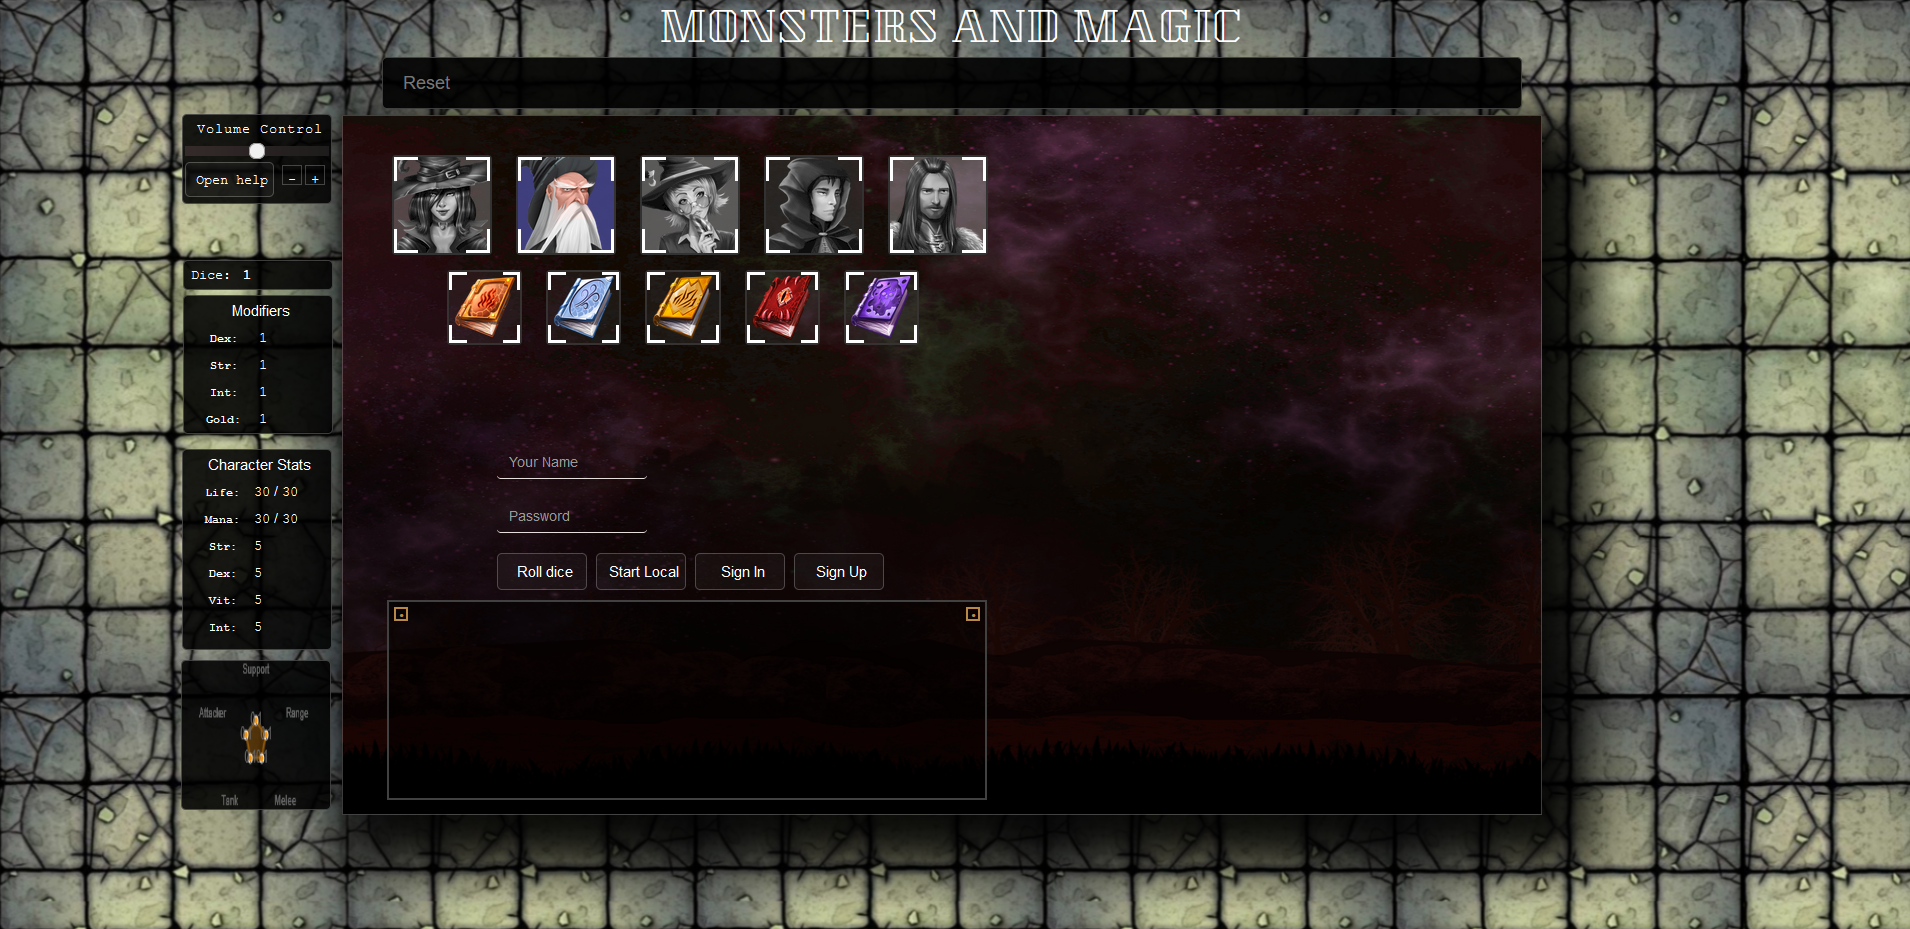 MONSTERS AND MAGIC
Reset
Volume Control
Open help - +
Dice: 1
Modifiers
Dex: 1
Str: 1
Int: 1
Gold: 1
Character Stats
Life: 30 / 30
Mana: 30 / 30
Str: 5
Dex: 5
Vit: 5
Int: 5
Support
Attacker Range
Tank Melee
Your Name
Password
Roll dice Start Local Sign In Sign Up